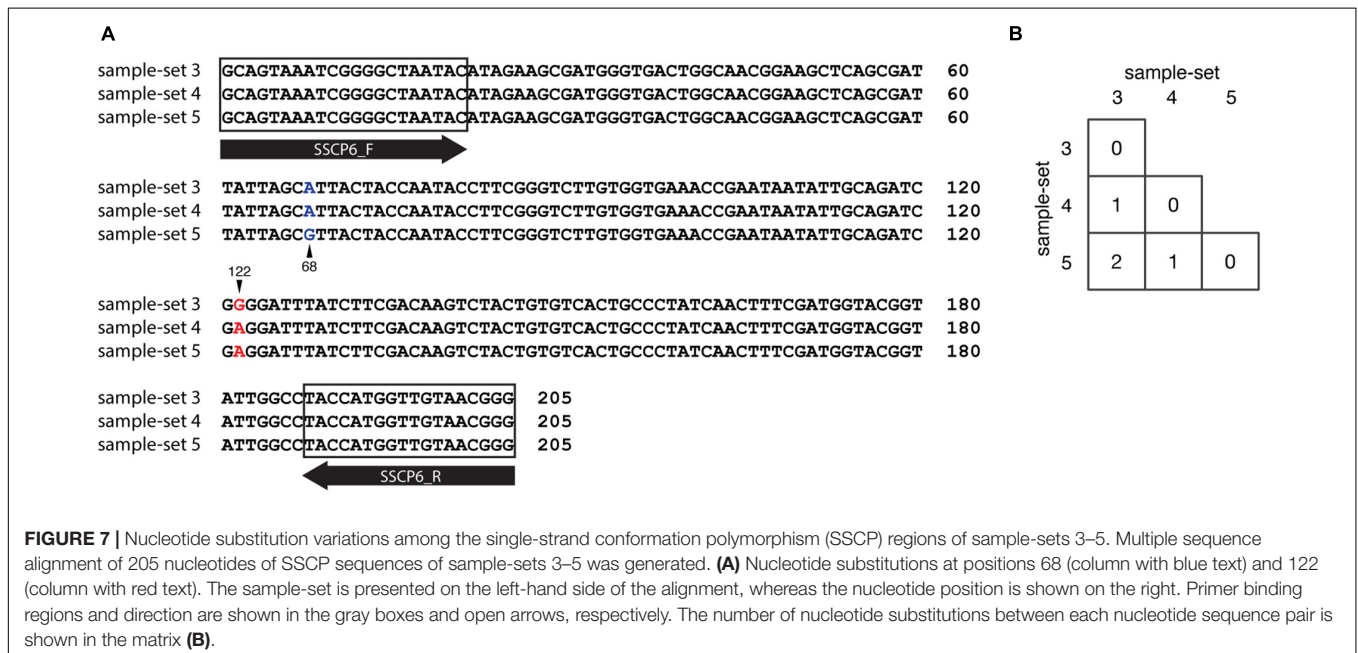 A
sample-set 3 GCAGTAAATCGGGGCTAATACATAGAAGCGATGGGTGACTGGCAACGGAAGCTCAGCGAT 60
sample-set 4 GCAGTAAATCGGGGCTAATACATAGAAGCGATGGGTGACTGGCAACGGAAGCTCAGCGAT 60
sample-set 5 GCAGTAAATCGGGGCTAATACATAGAAGCGATGGGTGACTGGCAACGGAAGCTCAGCGAT 60
SSCP6_F
sample-set 3 TATTAGCATTACTACCAATACCTTCGGGTCTTGTGGTGAAACCGAATAATATTGCAGATC 120
sample-set 4 TATTAGCATTACTACCAATACCTTCGGGTCTTGTGGTGAAACCGAATAATATTGCAGATC 120
sample-set 5 TATTAGCGTTACTACCAATACCTTCGGGTCTTGTGGTGAAACCGAATAATATTGCAGATC 120
68
122
sample-set 3 GGGGATTTATCTTCGACAAGTCTACTGTGTCACTGCCCTATCAACTTTCGATGGTACGGT 180
sample-set 4 GAGGATTTATCTTCGACAAGTCTACTGTGTCACTGCCCTATCAACTTTCGATGGTACGGT 180
sample-set 5 GAGGATTTATCTTCGACAAGTCTACTGTGTCACTGCCCTATCAACTTTCGATGGTACGGT 180
sample-set 3 ATTGGCCTACCATGGTTGTAACGGG 205
sample-set 4 ATTGGCCTACCATGGTTGTAACGGG 205
sample-set 5 ATTGGCCTACCATGGTTGTAACGGG 205
SSCP6_R
B
sample-set
3 4 5
sample-set
3 0
4 1 0
5 2 1 0
FIGURE 7 | Nucleotide substitution variations among the single-strand conformation polymorphism (SSCP) regions of sample-sets 3–5. Multiple sequence
alignment of 205 nucleotides of SSCP sequences of sample-sets 3–5 was generated. (A) Nucleotide substitutions at positions 68 (column with blue text) and 122
(column with red text). The sample-set is presented on the left-hand side of the alignment, whereas the nucleotide position is shown on the right. Primer binding
regions and direction are shown in the gray boxes and open arrows, respectively. The number of nucleotide substitutions between each nucleotide sequence pair is
shown in the matrix (B).